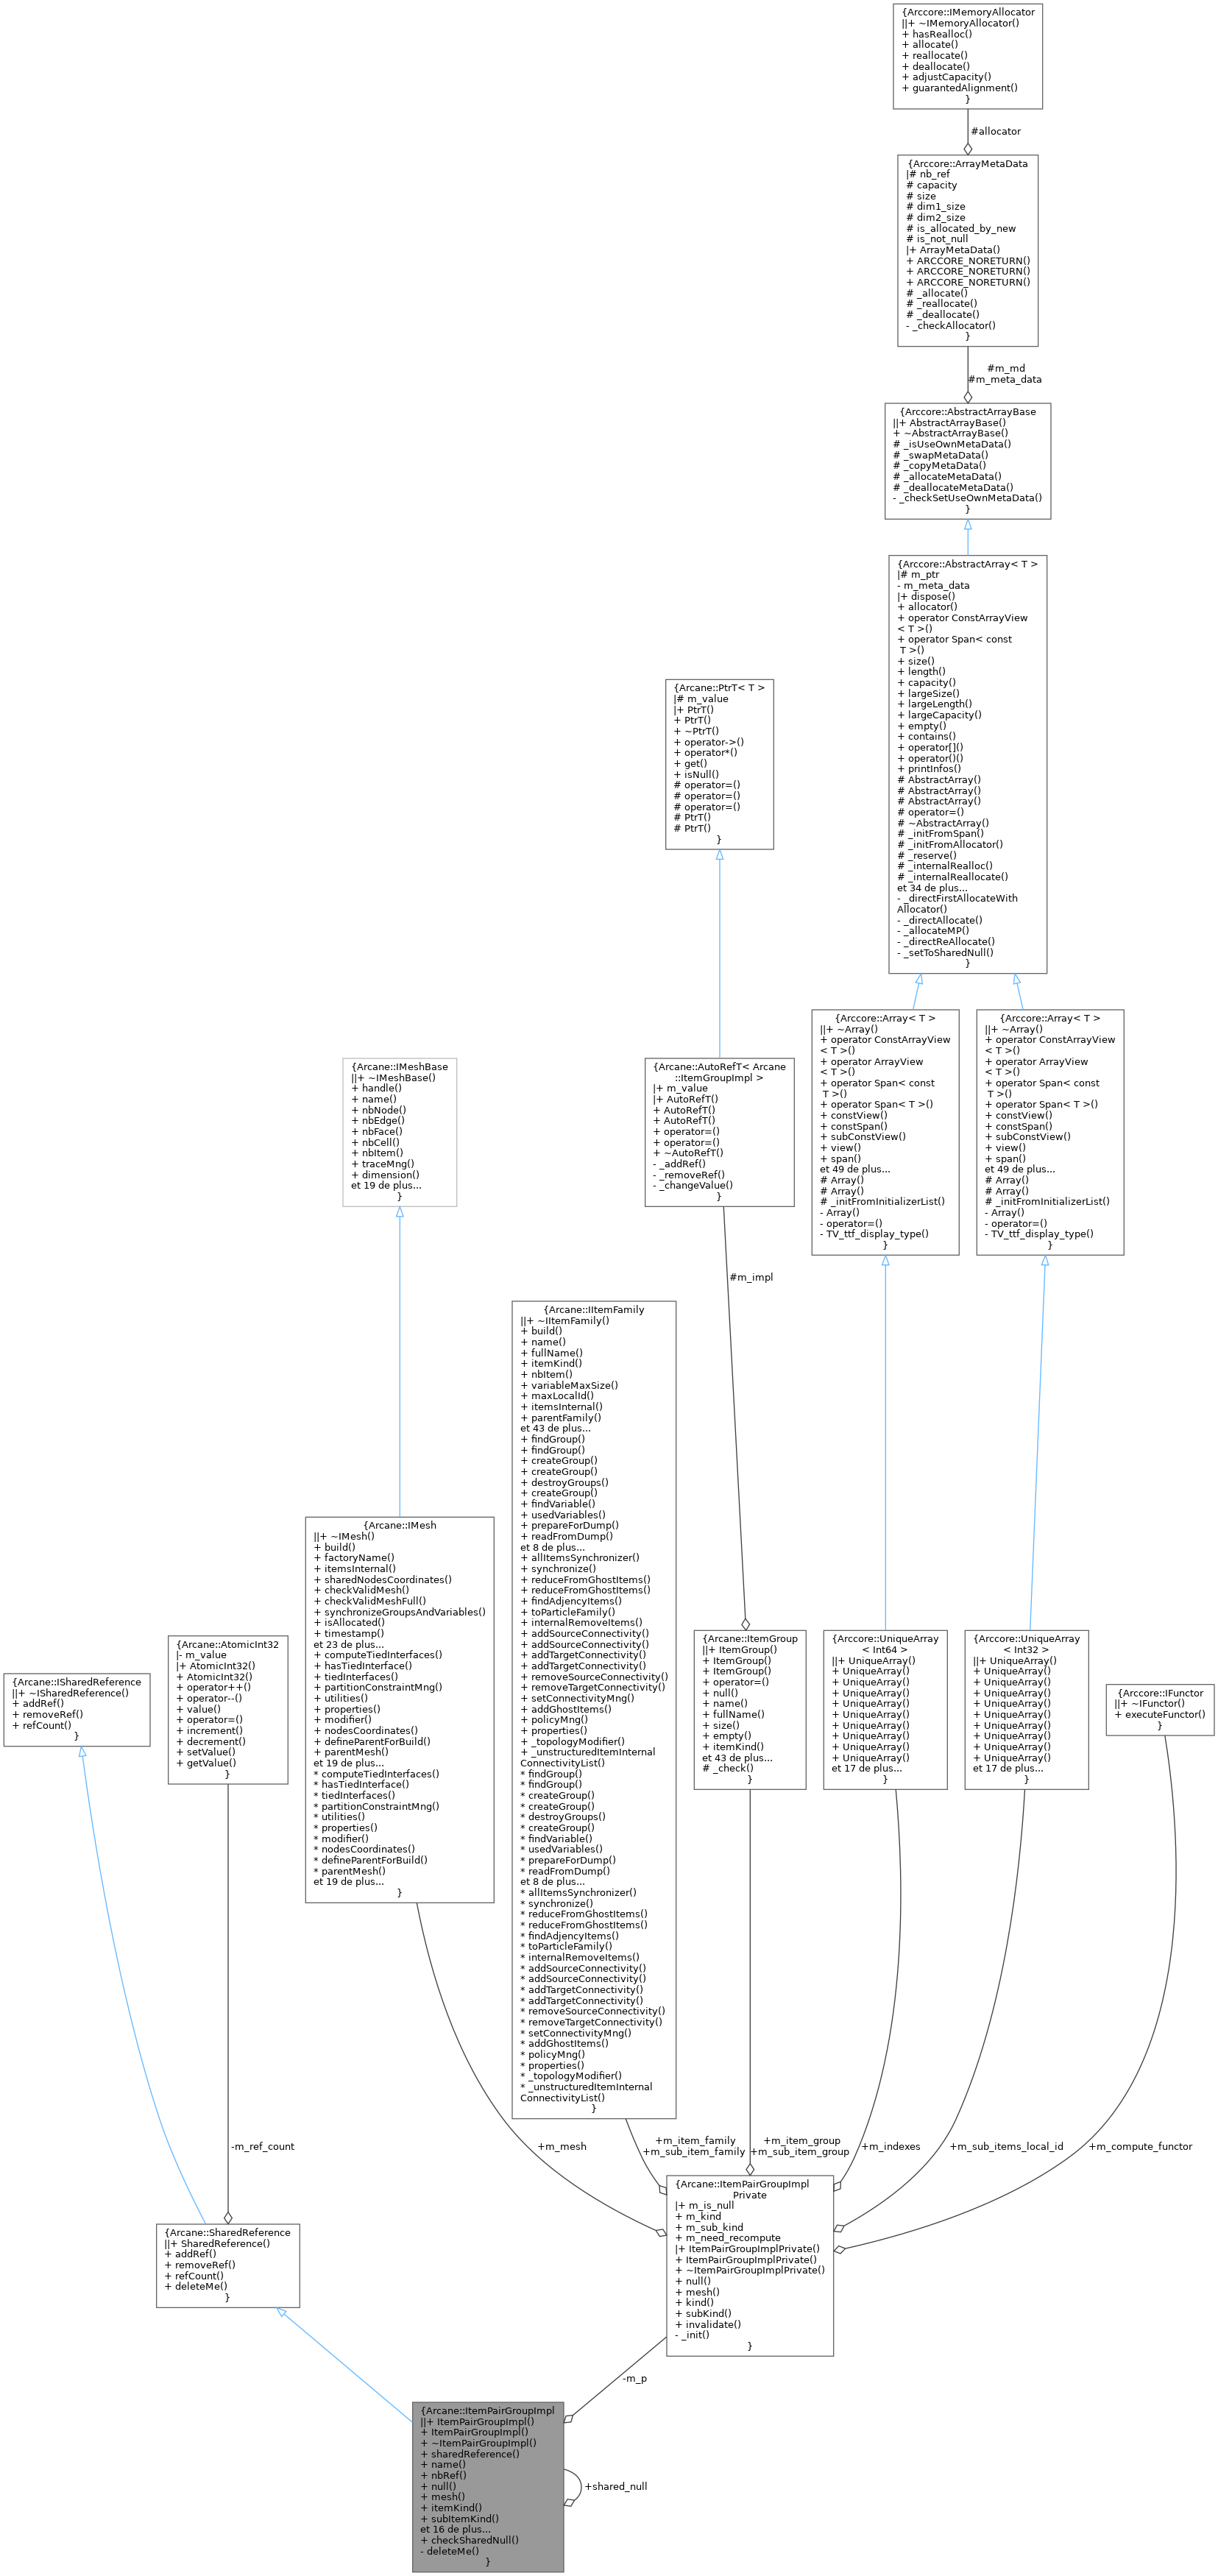 {Arccore::IMemoryAllocator
||+ ~IMemoryAllocator()
+ hasRealloc()
+ allocate()
+ reallocate()
+ deallocate()
+ adjustCapacity()
+ guarantedAlignment()
}
#allocator
{Arccore::ArrayMetaData
|# nb_ref
# capacity
# size
# dim1_size
# dim2_size
# is_allocated_by_new
# is_not_null
|+ ArrayMetaData()
+ ARCCORE_NORETURN()
+ ARCCORE_NORETURN()
+ ARCCORE_NORETURN()
# _allocate()
# _reallocate()
# _deallocate()
- _checkAllocator()
}
#m_md
#m_meta_data
{Arccore::AbstractArrayBase
||+ AbstractArrayBase()
+ ~AbstractArrayBase()
# _isUseOwnMetaData()
# _swapMetaData()
# _copyMetaData()
# _allocateMetaData()
# _deallocateMetaData()
- _checkSetUseOwnMetaData()
}
{Arccore::AbstractArray< T >
|# m_ptr
- m_meta_data
|+ dispose()
+ allocator()
+ operator ConstArrayView
< T >()
+ operator Span< const
 T >()
+ size()
+ length()
+ capacity()
+ largeSize()
+ largeLength()
+ largeCapacity()
+ empty()
+ contains()
+ operator[]()
+ operator()()
+ printInfos()
# AbstractArray()
# AbstractArray()
# AbstractArray()
# operator=()
# ~AbstractArray()
# _initFromSpan()
# _initFromAllocator()
# _reserve()
# _internalRealloc()
# _internalReallocate()
et 34 de plus...
- _directFirstAllocateWith
Allocator()
- _directAllocate()
- _allocateMP()
- _directReAllocate()
- _setToSharedNull()
}
{Arcane::PtrT< T >
|# m_value
|+ PtrT()
+ PtrT()
+ ~PtrT()
+ operator->()
+ operator*()
+ get()
+ isNull()
# operator=()
# operator=()
# operator=()
# PtrT()
# PtrT()
}
{Arccore::Array< T >
||+ ~Array()
+ operator ConstArrayView
< T >()
+ operator ArrayView
< T >()
+ operator Span< const
 T >()
+ operator Span< T >()
+ constView()
+ constSpan()
+ subConstView()
+ view()
+ span()
et 49 de plus...
# Array()
# Array()
# _initFromInitializerList()
- Array()
- operator=()
- TV_ttf_display_type()
}
{Arccore::Array< T >
||+ ~Array()
+ operator ConstArrayView
< T >()
+ operator ArrayView
< T >()
+ operator Span< const
 T >()
+ operator Span< T >()
+ constView()
+ constSpan()
+ subConstView()
+ view()
+ span()
et 49 de plus...
# Array()
# Array()
# _initFromInitializerList()
- Array()
- operator=()
- TV_ttf_display_type()
}
{Arcane::IMeshBase
||+ ~IMeshBase()
+ handle()
+ name()
+ nbNode()
+ nbEdge()
+ nbFace()
+ nbCell()
+ nbItem()
+ traceMng()
+ dimension()
et 19 de plus...
}
{Arcane::AutoRefT< Arcane
::ItemGroupImpl >
|+ m_value
|+ AutoRefT()
+ AutoRefT()
+ AutoRefT()
+ operator=()
+ operator=()
+ ~AutoRefT()
- _addRef()
- _removeRef()
- _changeValue()
}
#m_impl
{Arcane::IItemFamily
||+ ~IItemFamily()
+ build()
+ name()
+ fullName()
+ itemKind()
+ nbItem()
+ variableMaxSize()
+ maxLocalId()
+ itemsInternal()
+ parentFamily()
et 43 de plus...
+ findGroup()
+ findGroup()
+ createGroup()
+ createGroup()
+ destroyGroups()
+ createGroup()
+ findVariable()
+ usedVariables()
+ prepareForDump()
+ readFromDump()
et 8 de plus...
+ allItemsSynchronizer()
+ synchronize()
+ reduceFromGhostItems()
+ reduceFromGhostItems()
+ findAdjencyItems()
+ toParticleFamily()
+ internalRemoveItems()
+ addSourceConnectivity()
+ addSourceConnectivity()
+ addTargetConnectivity()
+ addTargetConnectivity()
+ removeSourceConnectivity()
+ removeTargetConnectivity()
+ setConnectivityMng()
+ addGhostItems()
+ policyMng()
+ properties()
+ _topologyModifier()
+ _unstructuredItemInternal
ConnectivityList()
* findGroup()
* findGroup()
* createGroup()
* createGroup()
* destroyGroups()
* createGroup()
* findVariable()
* usedVariables()
* prepareForDump()
* readFromDump()
et 8 de plus...
* allItemsSynchronizer()
* synchronize()
* reduceFromGhostItems()
* reduceFromGhostItems()
* findAdjencyItems()
* toParticleFamily()
* internalRemoveItems()
* addSourceConnectivity()
* addSourceConnectivity()
* addTargetConnectivity()
* addTargetConnectivity()
* removeSourceConnectivity()
* removeTargetConnectivity()
* setConnectivityMng()
* addGhostItems()
* policyMng()
* properties()
* _topologyModifier()
* _unstructuredItemInternal
ConnectivityList()
}
{Arcane::IMesh
||+ ~IMesh()
+ build()
+ factoryName()
+ itemsInternal()
+ sharedNodesCoordinates()
+ checkValidMesh()
+ checkValidMeshFull()
+ synchronizeGroupsAndVariables()
+ isAllocated()
+ timestamp()
et 23 de plus...
+ computeTiedInterfaces()
+ hasTiedInterface()
+ tiedInterfaces()
+ partitionConstraintMng()
+ utilities()
+ properties()
+ modifier()
+ nodesCoordinates()
+ defineParentForBuild()
+ parentMesh()
et 19 de plus...
* computeTiedInterfaces()
* hasTiedInterface()
* tiedInterfaces()
* partitionConstraintMng()
* utilities()
* properties()
* modifier()
* nodesCoordinates()
* defineParentForBuild()
* parentMesh()
et 19 de plus...
}
{Arcane::AtomicInt32
|- m_value
|+ AtomicInt32()
+ AtomicInt32()
+ operator++()
+ operator--()
+ value()
+ operator=()
+ increment()
+ decrement()
+ setValue()
+ getValue()
}
{Arcane::ISharedReference
||+ ~ISharedReference()
+ addRef()
+ removeRef()
+ refCount()
}
{Arcane::ItemGroup
||+ ItemGroup()
+ ItemGroup()
+ ItemGroup()
+ operator=()
+ null()
+ name()
+ fullName()
+ size()
+ empty()
+ itemKind()
et 43 de plus...
# _check()
}
{Arccore::UniqueArray
< Int64 >
||+ UniqueArray()
+ UniqueArray()
+ UniqueArray()
+ UniqueArray()
+ UniqueArray()
+ UniqueArray()
+ UniqueArray()
+ UniqueArray()
+ UniqueArray()
+ UniqueArray()
et 17 de plus...
}
{Arccore::UniqueArray
< Int32 >
||+ UniqueArray()
+ UniqueArray()
+ UniqueArray()
+ UniqueArray()
+ UniqueArray()
+ UniqueArray()
+ UniqueArray()
+ UniqueArray()
+ UniqueArray()
+ UniqueArray()
et 17 de plus...
}
{Arccore::IFunctor
||+ ~IFunctor()
+ executeFunctor()
}
-m_ref_count
+m_mesh
+m_item_family
+m_sub_item_family
+m_item_group
+m_sub_item_group
+m_indexes
+m_sub_items_local_id
+m_compute_functor
{Arcane::ItemPairGroupImpl
Private
|+ m_is_null
+ m_kind
+ m_sub_kind
+ m_need_recompute
|+ ItemPairGroupImplPrivate()
+ ItemPairGroupImplPrivate()
+ ~ItemPairGroupImplPrivate()
+ null()
+ mesh()
+ kind()
+ subKind()
+ invalidate()
- _init()
}
{Arcane::SharedReference
||+ SharedReference()
+ addRef()
+ removeRef()
+ refCount()
+ deleteMe()
}
-m_p
{Arcane::ItemPairGroupImpl
||+ ItemPairGroupImpl()
+ ItemPairGroupImpl()
+ ~ItemPairGroupImpl()
+ sharedReference()
+ name()
+ nbRef()
+ null()
+ mesh()
+ itemKind()
+ subItemKind()
et 16 de plus...
+ checkSharedNull()
- deleteMe()
}
+shared_null